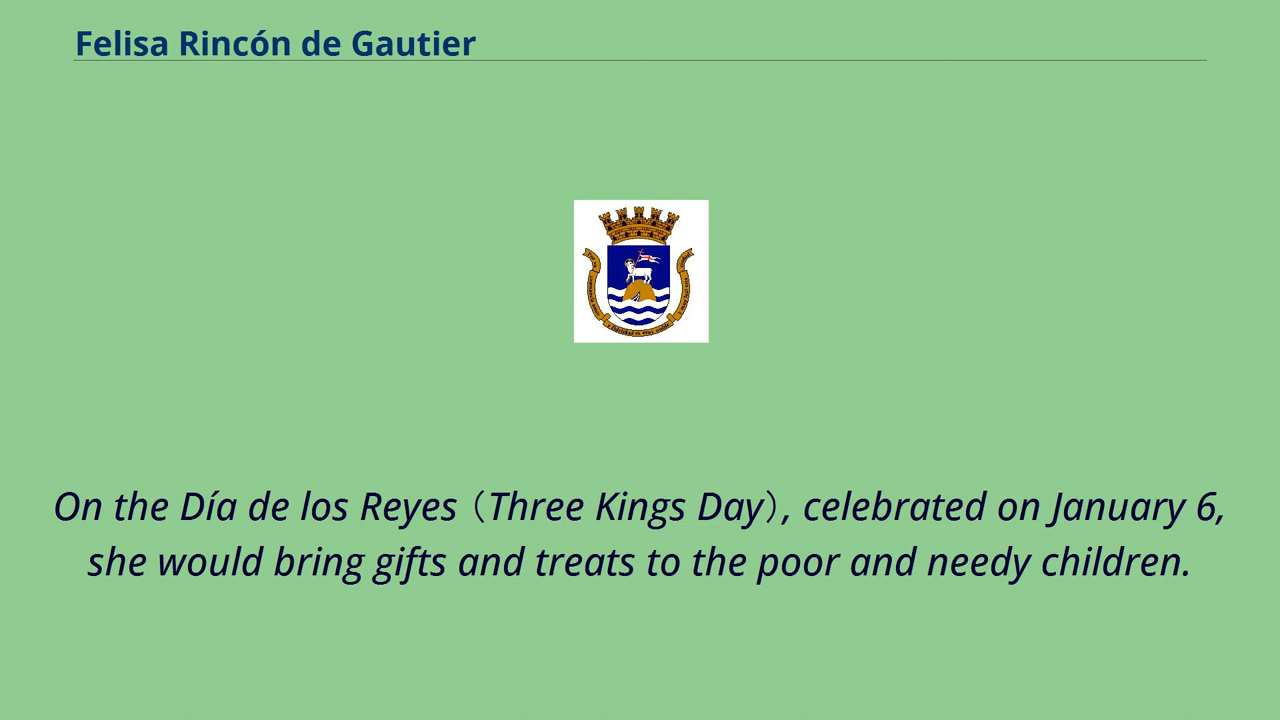 Felisa Rincón de Gautier
On the Día de los Reyes（Three Kings Day）, celebrated on January 6,
she would bring gifts and treats to the poor and needy children.